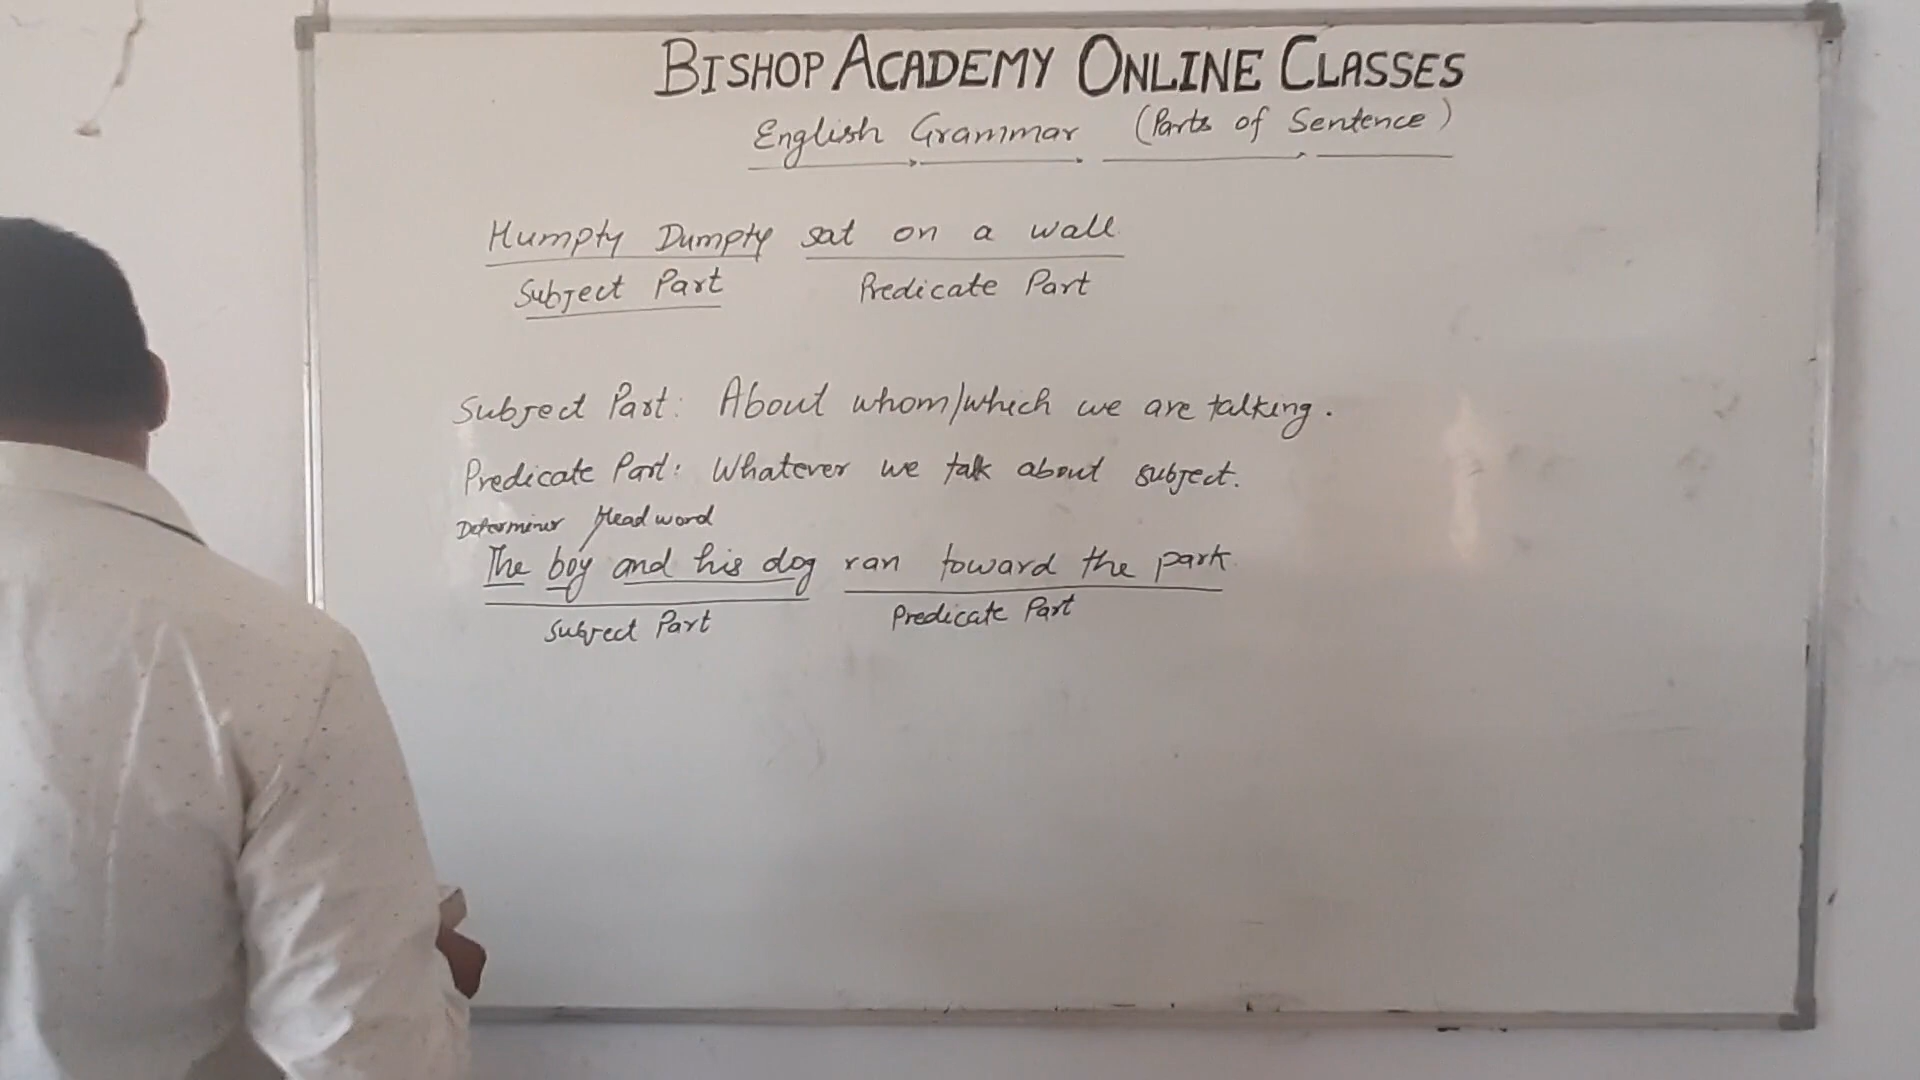 BISHOP ACADEMY ONLINE CLASSES
English Grammar (Parts of Sentence)
Humpty Dumpty sat on a wall
Subject Part Predicate Part
Subject Part: About whom/which we are talking.
Predicate Part: Whatever we talk about subject.
Determiner Headword
The boy and his dog ran toward the park.
Subject Part Predicate Part